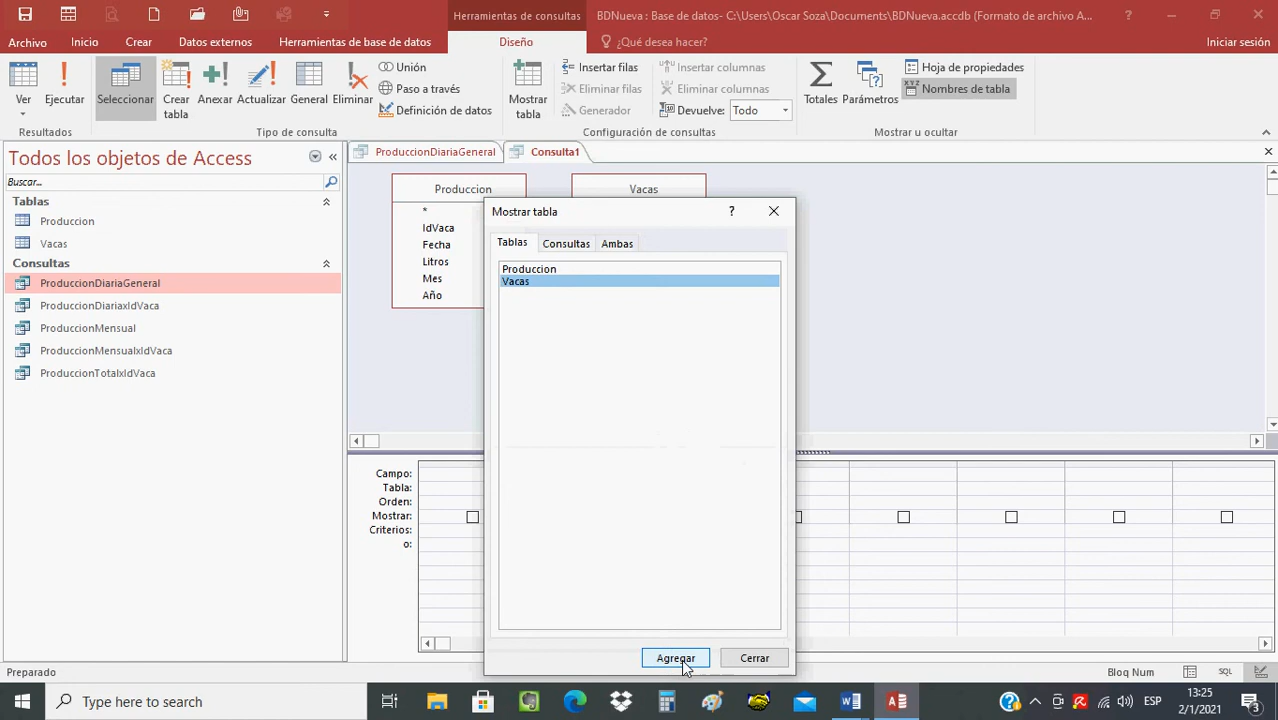 Herramientas de consultas
BDNueva : Base de datos- C:\Users\Oscar Soza\Documents\BDNueva.accdb (Formato de archivo A...
?
Archivo
Inicio
Crear
Datos externos
Herramientas de base de datos
Diseño
¿Qué desea hacer?
Iniciar sesión
Ver
Ejecutar
Seleccionar
Crear tabla
Anexar
Actualizar
General
Eliminar
Unión
Paso a través
Definición de datos
Mostrar tabla
Insertar filas
Eliminar filas
Generador
Insertar columnas
Eliminar columnas
Devuelve: Todo
Totales
Parámetros
Hoja de propiedades
XYZ Nombres de tabla
Resultados
Tipo de consulta
Configuración de consultas
Mostrar u ocultar
Todos los objetos de Access
Buscar...
Tablas
Produccion
Vacas
Consultas
ProduccionDiariaGeneral
ProduccionDiariaxIdVaca
ProduccionMensual
ProduccionMensualxIdVaca
ProduccionTotalxIdVaca
ProduccionDiariaGeneral
Consulta1
Produccion
*
IdVaca
Fecha
Litros
Mes
Año
Vacas
Mostrar tabla
?
Tablas
Consultas
Ambas
Produccion
Vacas
Agregar
Cerrar
Campo:
Tabla:
Orden:
Mostrar:
Criterios:
o:
Preparado
Bloq Num
SQL
Type here to search
ESP
13:25
2/1/2021
3